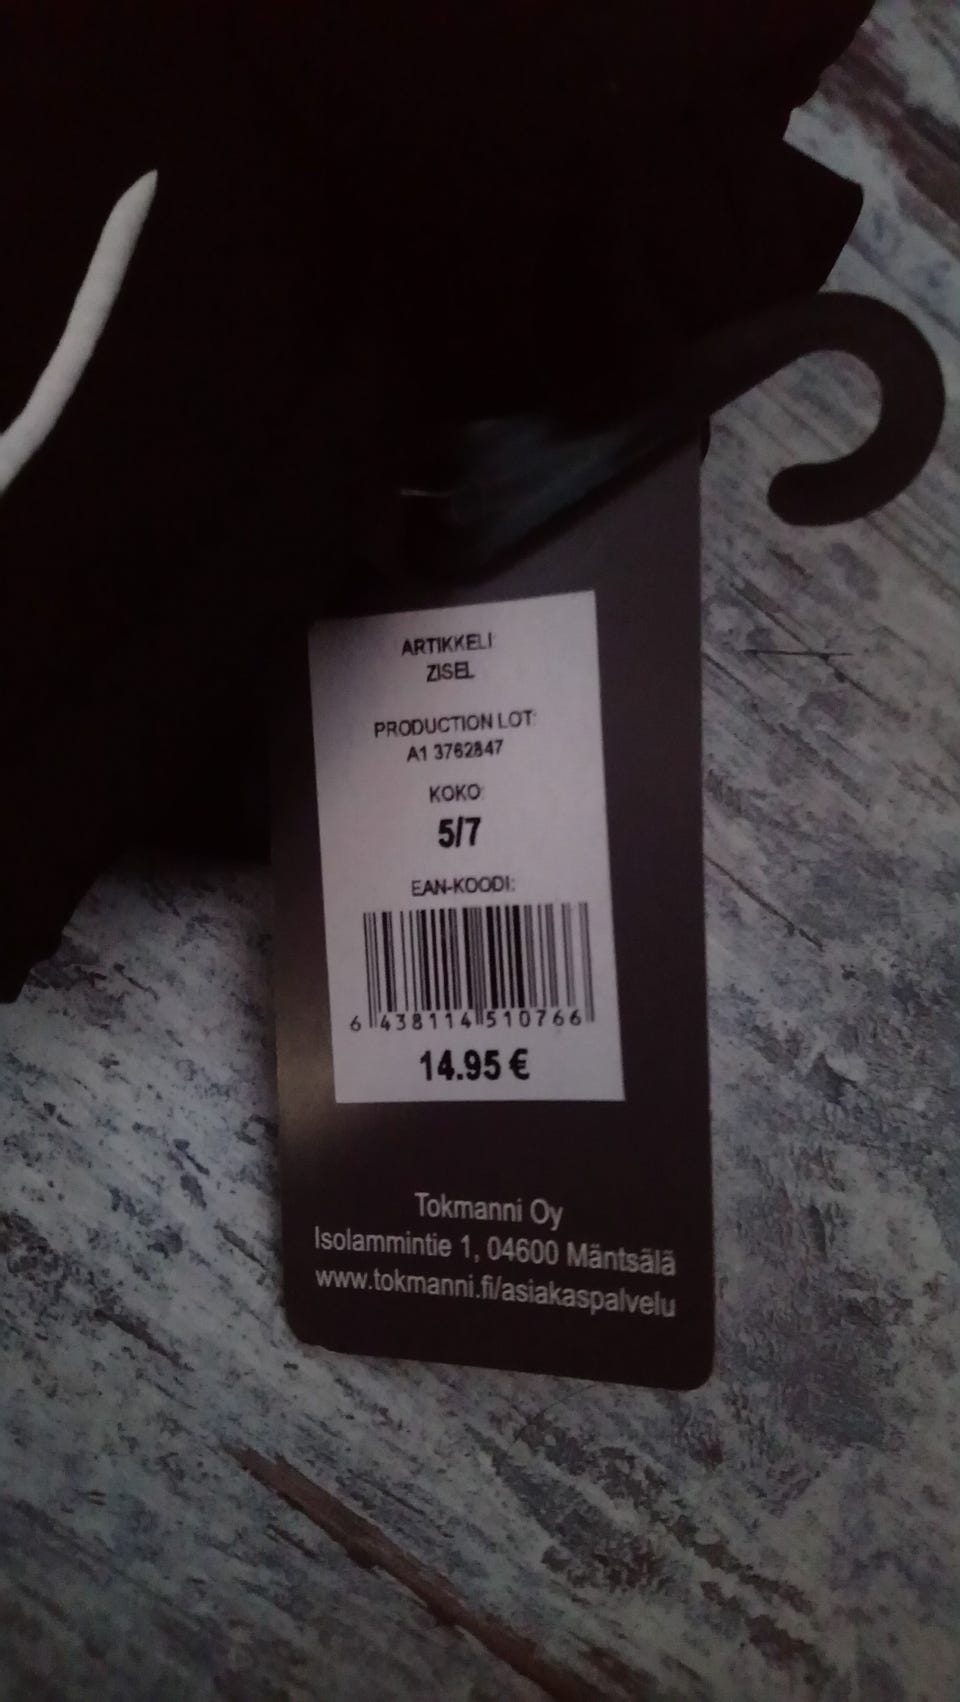 ARTIKKELI:
ZISEL
PRODUCTION LOT:
A1 3762847
KOKO:
5/7
EAN-KOODI:
6 438114 510766
14.95 €
Tokmanni Oy
Isolammintie 1, 04600 Mäntsälä
www.tokmanni.fi/asiakaspalvelu